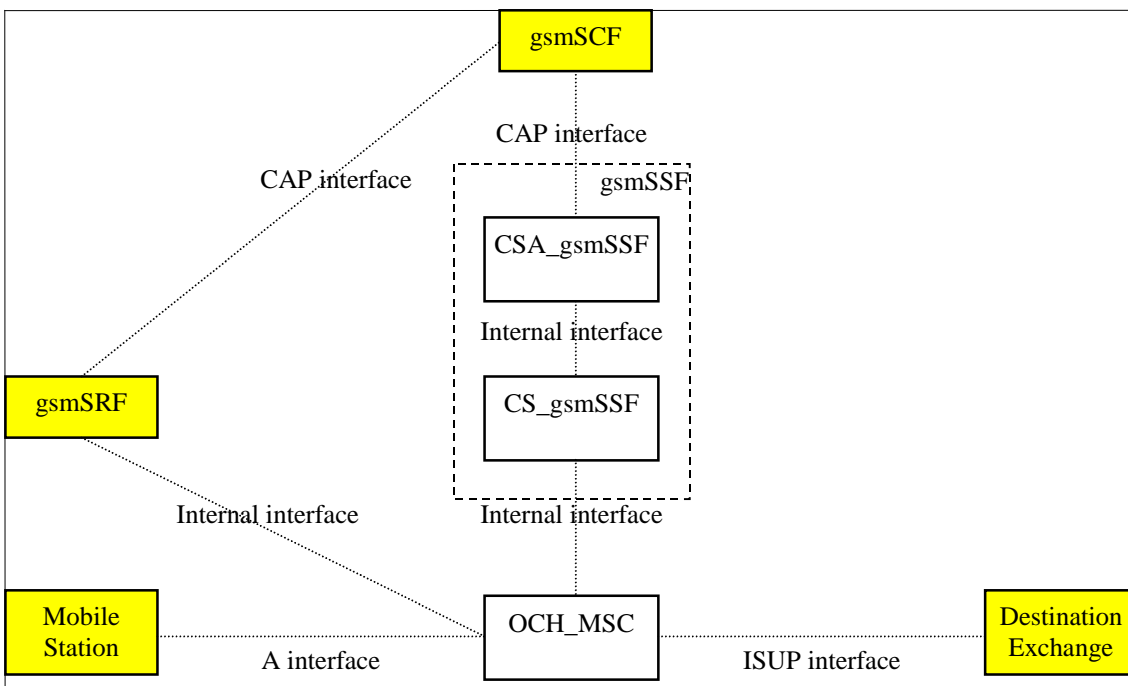 gsmSCF
CAP interface
CAP interface
gsmSSF
CSA_gsmSSF
Internal interface
gsmSRF
CS_gsmSSF
Internal interface
Internal interface
Mobile
Station
OCH_MSC
Destination
Exchange
A interface
ISUP interface